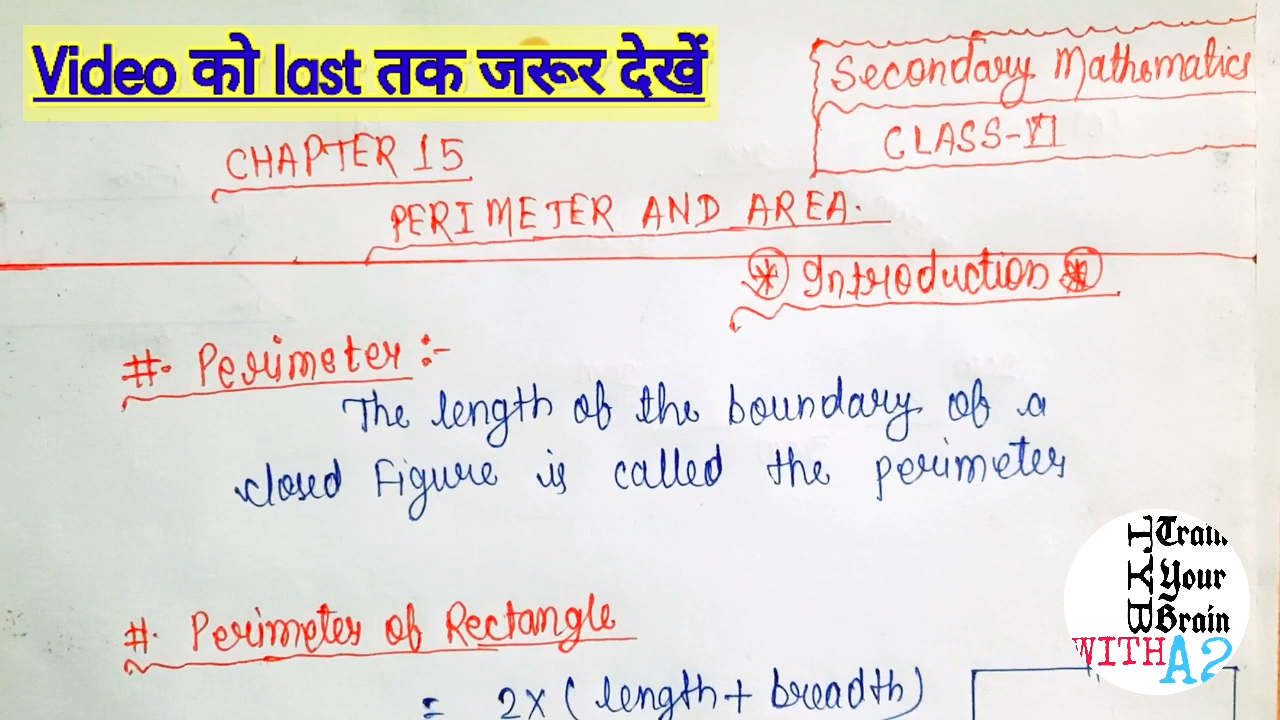 Video को last तक जरूर देखें
Secondary Mathematics
CLASS-VI
CHAPTER 15
PERIMETER AND AREA.
Introduction
#. Perimeter :-
The length of the boundary of a
closed Figure is called the perimeter
#. Perimeter of Rectangle
= 2x (length + breadth)
TYB
Train
Your
Brain
WITH A2